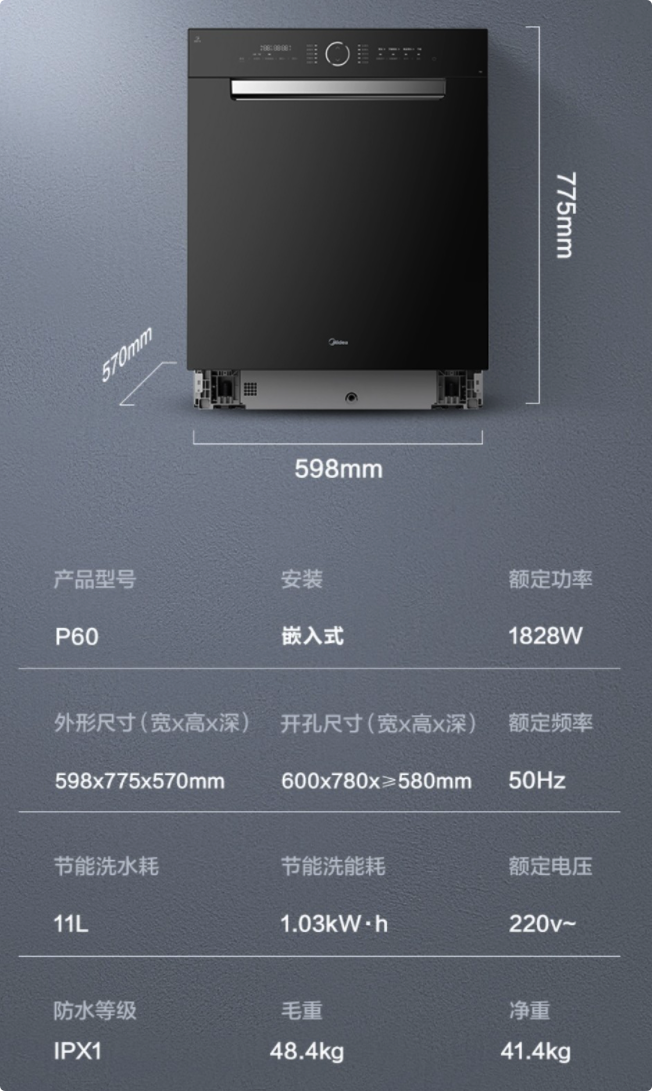 775mm
Midea
570mm
598mm
产品型号 安装 额定功率
P60 嵌入式 1828W
外形尺寸(宽x高x深) 开孔尺寸(宽x高x深) 额定频率
598x775x570mm 600x780x≥580mm 50Hz
节能洗水耗 节能洗能耗 额定电压
11L 1.03kW·h 220v~
防水等级 毛重 净重
IPX1 48.4kg 41.4kg